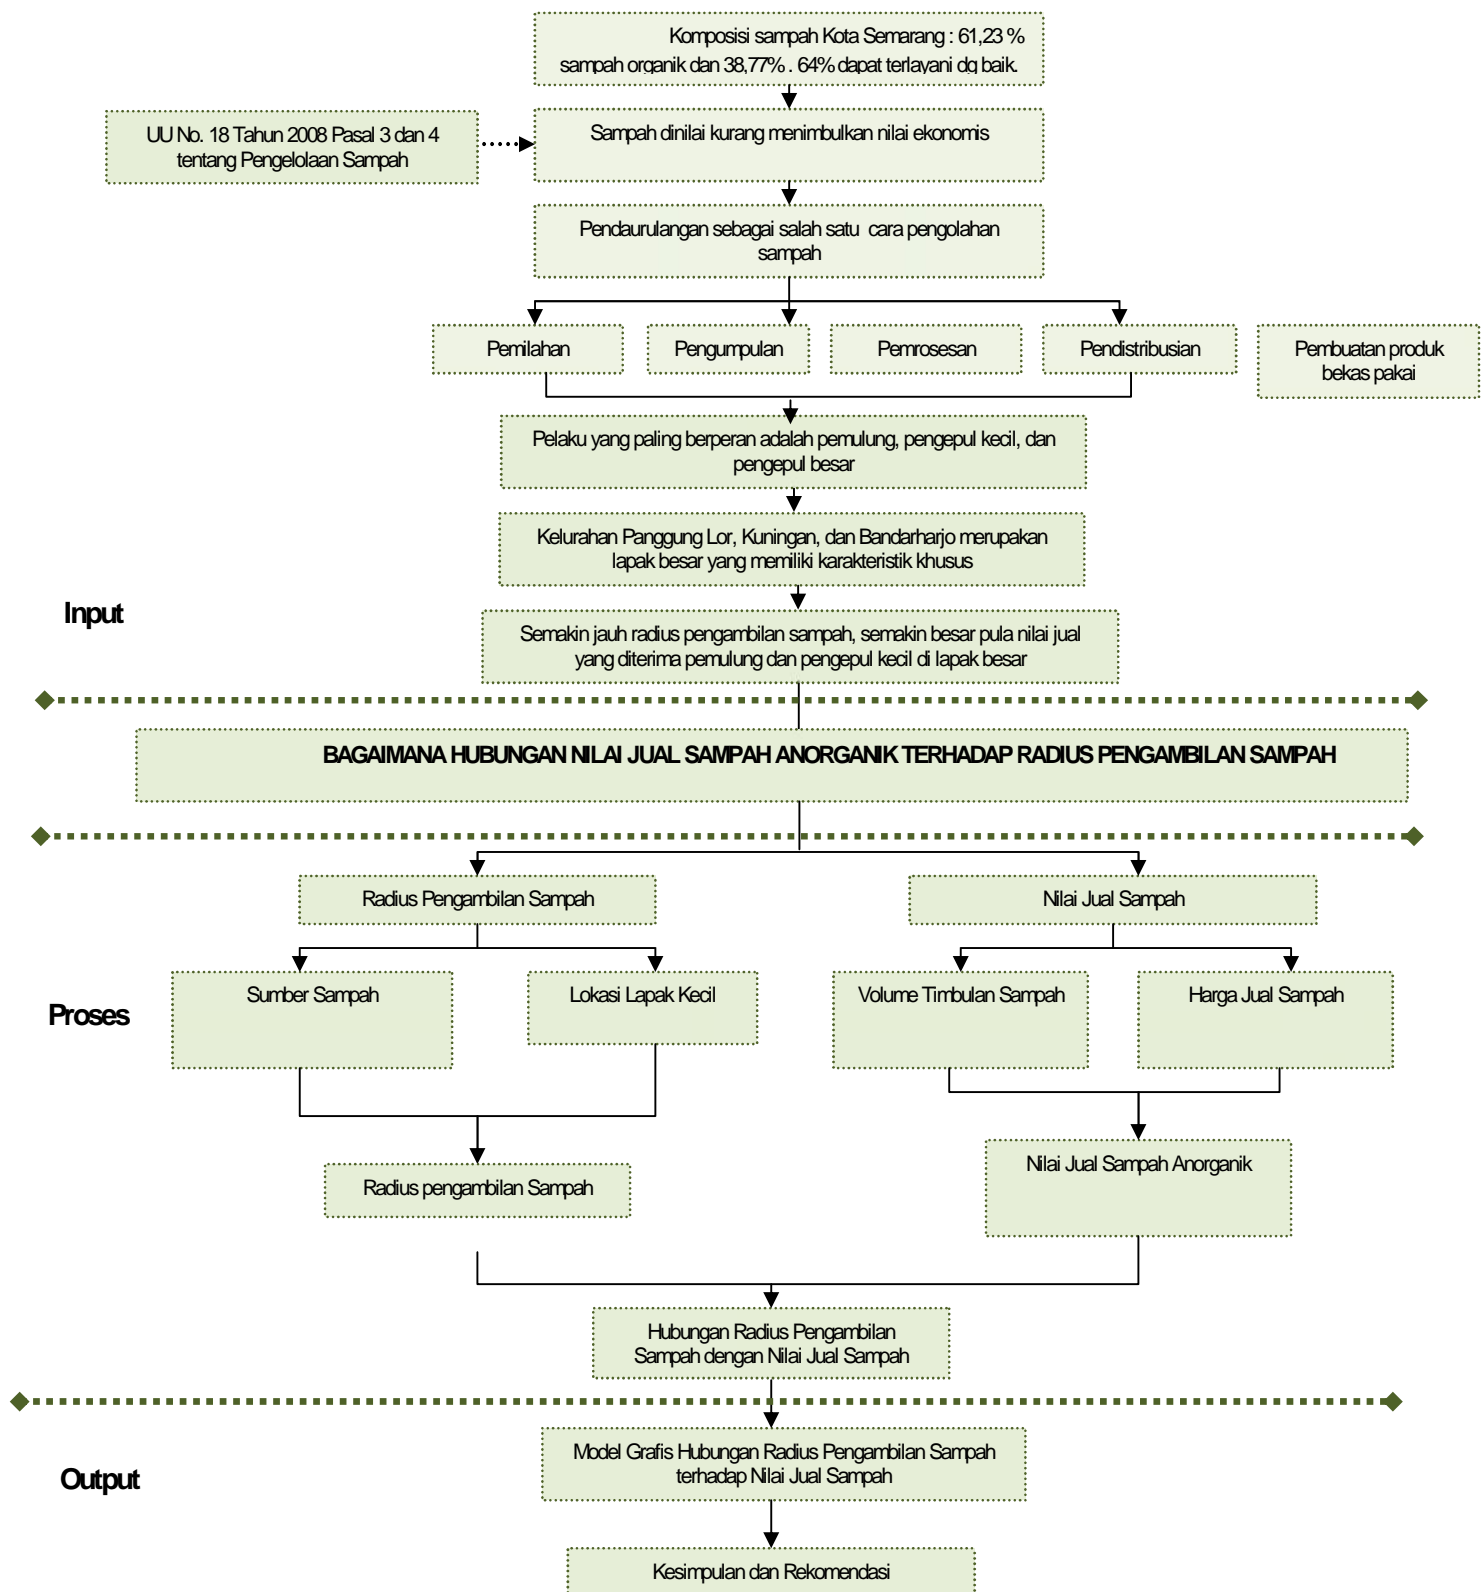 Komposisi sampah Kota Semarang : 61,23 %
sampah organik dan 38,77% . 64% dapat terlayani dg baik.
UU No. 18 Tahun 2008 Pasal 3 dan 4
tentang Pengelolaan Sampah
Sampah dinilai kurang menimbulkan nilai ekonomis
Pendaurulangan sebagai salah satu cara pengolahan
sampah
Pemilahan
Pengumpulan
Pemrosesan
Pendistribusian
Pembuatan produk
bekas pakai
Pelaku yang paling berperan adalah pemulung, pengepul kecil, dan
pengepul besar
Kelurahan Panggung Lor, Kuningan, dan Bandarharjo merupakan
lapak besar yang memiliki karakteristik khusus
Input
Semakin jauh radius pengambilan sampah, semakin besar pula nilai jual
yang diterima pemulung dan pengepul kecil di lapak besar
BAGAIMANA HUBUNGAN NILAI JUAL SAMPAH ANORGANIK TERHADAP RADIUS PENGAMBILAN SAMPAH
Radius Pengambilan Sampah
Nilai Jual Sampah
Proses
Sumber Sampah
Lokasi Lapak Kecil
Volume Timbulan Sampah
Harga Jual Sampah
Radius pengambilan Sampah
Nilai Jual Sampah Anorganik
Hubungan Radius Pengambilan
Sampah dengan Nilai Jual Sampah
Output
Model Grafis Hubungan Radius Pengambilan Sampah
terhadap Nilai Jual Sampah
Kesimpulan dan Rekomendasi